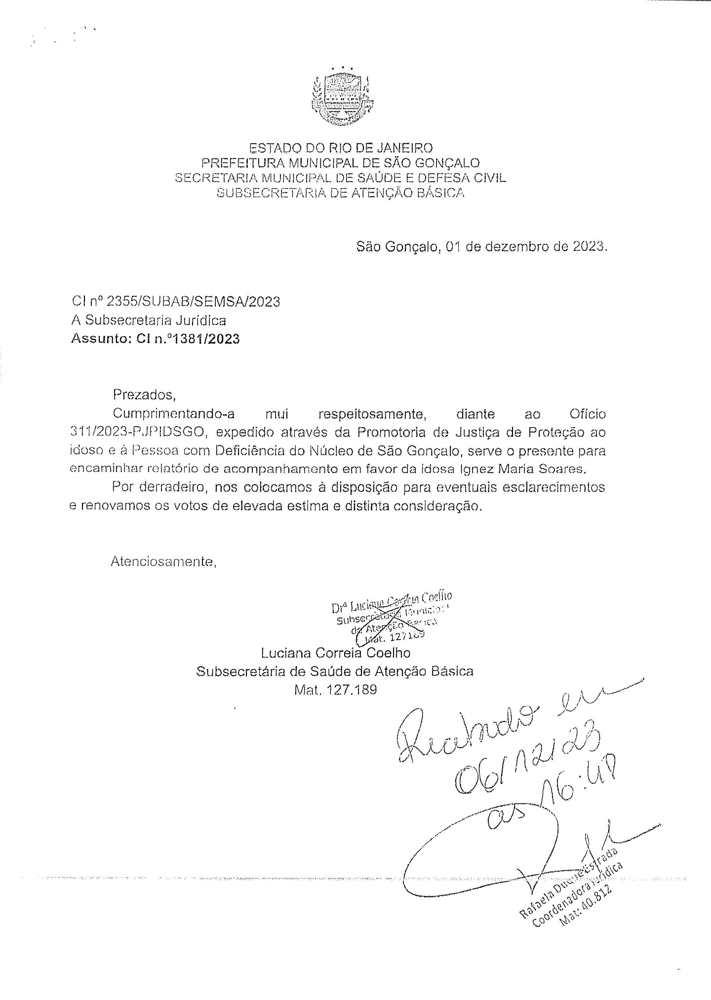 ESTADO DO RIO DE JANEIRO
PREFEITURA MUNICIPAL DE SÃO GONÇALO
SECRETARIA MUNICIPAL DE SAÚDE E DEFESA CIVIL
SUBSECRETARIA DE ATENÇÃO BÁSICA
São Gonçalo, 01 de dezembro de 2023.
CI nº 2355/SUBAB/SEMSA/2023
A Subsecretaria Jurídica
Assunto: CI n.º1381/2023
Prezados,
Cumprimentando-a mui respeitosamente, diante ao Ofício
311/2023-PJPIDSGO, expedido através da Promotoria de Justiça de Proteção ao
idoso e à Pessoa com Deficiência do Núcleo de São Gonçalo, serve o presente para
encaminhar relatório de acompanhamento em favor da idosa Ignez Maria Soares.
Por derradeiro, nos colocamos à disposição para eventuais esclarecimentos
e renovamos os votos de elevada estima e distinta consideração.
Atenciosamente,
Drª Luciana Coelho
Subsecretária Municipal
de Atenção Básica
Mat. 127189
Luciana Correia Coelho
Subsecretária de Saúde de Atenção Básica
Mat. 127.189
Recebido em
06/12/23
as 16:48
Rafaela Duque Estrada
Coordenadora Jurídica
Mat: 40.812